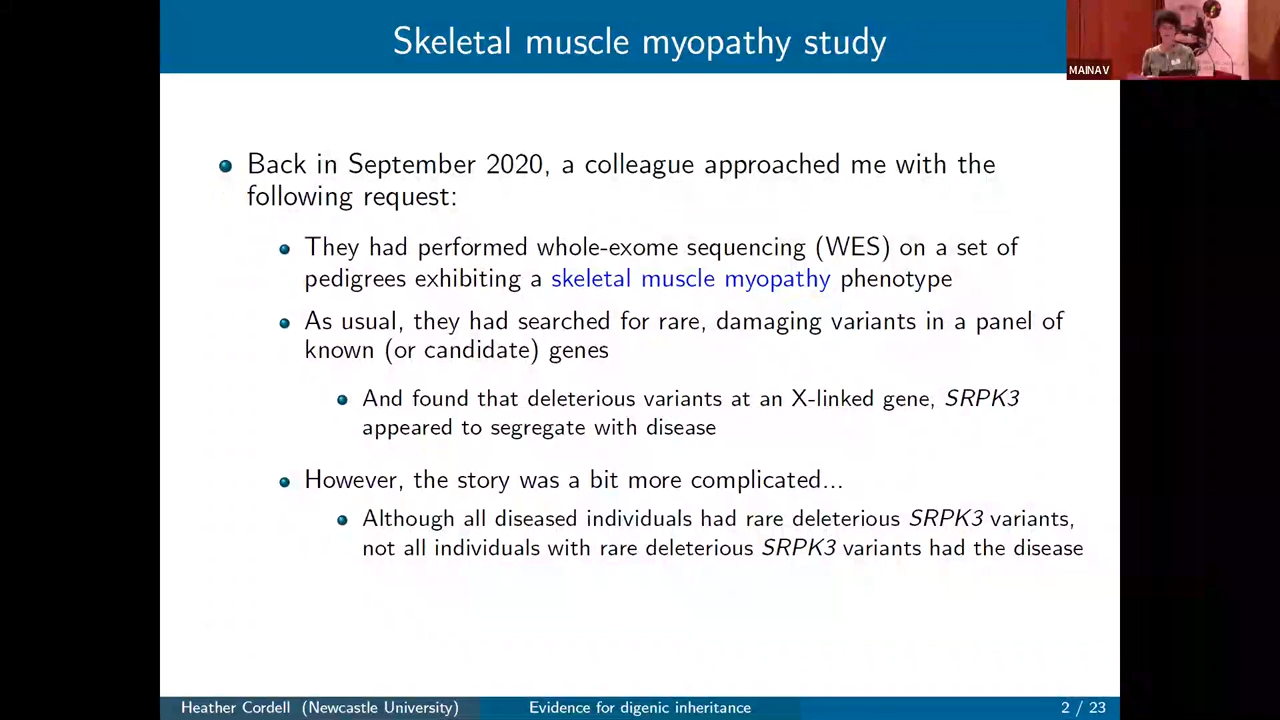 Skeletal muscle myopathy study
MAINAV
Back in September 2020, a colleague approached me with the
following request:
They had performed whole-exome sequencing (WES) on a set of
pedigrees exhibiting a skeletal muscle myopathy phenotype
As usual, they had searched for rare, damaging variants in a panel of
known (or candidate) genes
And found that deleterious variants at an X-linked gene, SRPK3
appeared to segregate with disease
However, the story was a bit more complicated...
Although all diseased individuals had rare deleterious SRPK3 variants,
not all individuals with rare deleterious SRPK3 variants had the disease
Heather Cordell (Newcastle University) Evidence for digenic inheritance 2 / 23